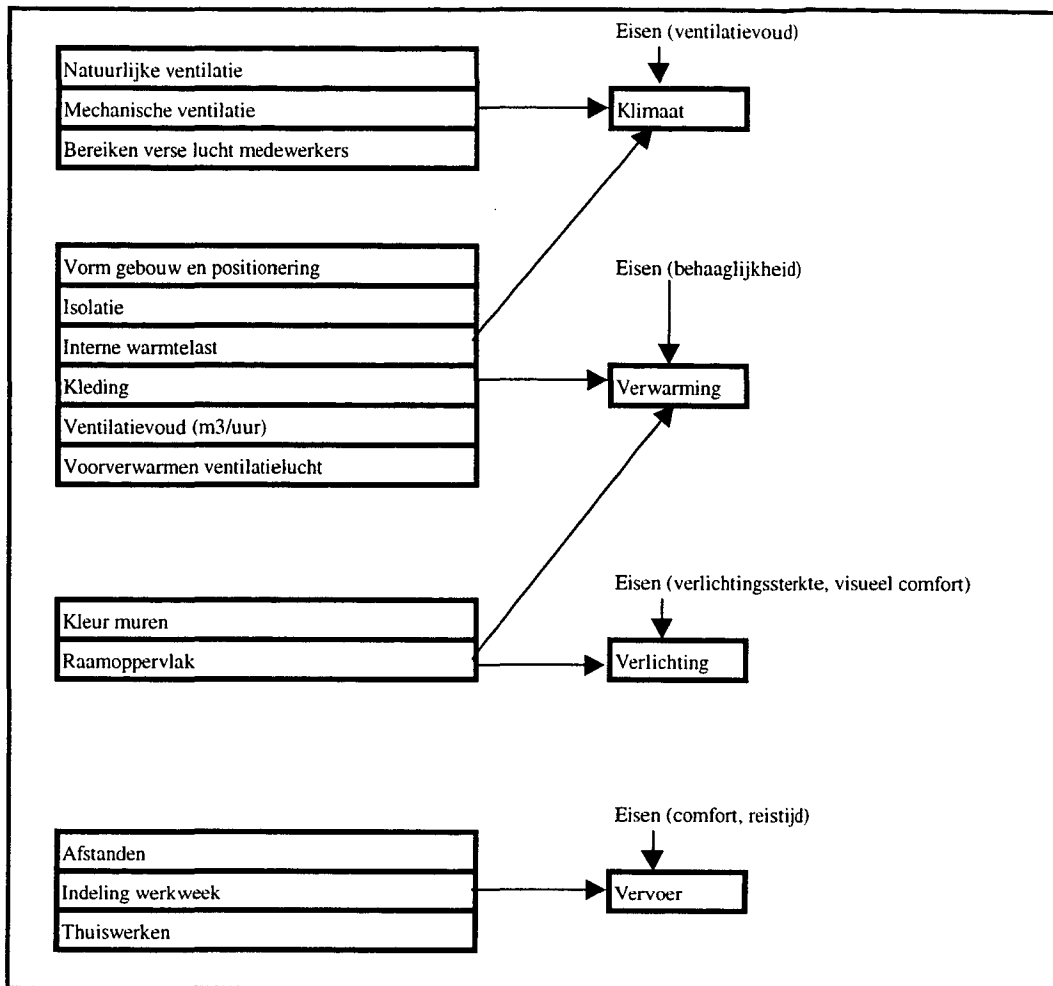 Eisen (ventilatievoud)
Natuurlijke ventilatie
Mechanische ventilatie
Bereiken verse lucht medewerkers
Klimaat
Vorm gebouw en positionering
Isolatie
Interne warmtelast
Kleding
Ventilatievoud (m3/uur)
Voorverwarmen ventilatielucht
Eisen (behaaglijkheid)
Verwarming
Kleur muren
Raamoppervlak
Eisen (verlichtingssterkte, visueel comfort)
Verlichting
Afstanden
Indeling werkweek
Thuiswerken
Eisen (comfort, reistijd)
Vervoer